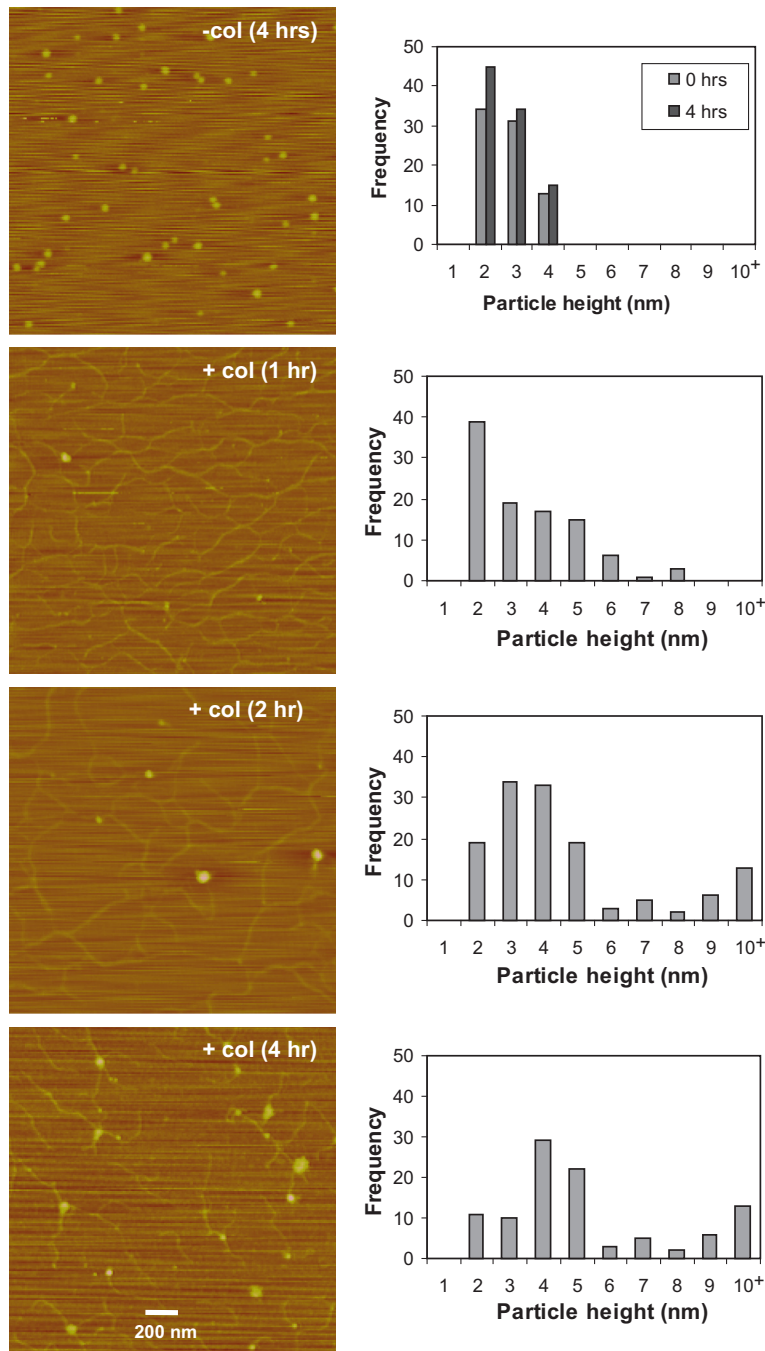 -col (4 hrs)
50
40
30
20
10
0
Frequency
0 hrs
4 hrs
1 2 3 4 5 6 7 8 9 10+
Particle height (nm)
+ col (1 hr)
50
40
30
20
10
0
Frequency
1 2 3 4 5 6 7 8 9 10+
Particle height (nm)
+ col (2 hr)
50
40
30
20
10
0
Frequency
1 2 3 4 5 6 7 8 9 10+
Particle height (nm)
+ col (4 hr)
200 nm
50
40
30
20
10
0
Frequency
1 2 3 4 5 6 7 8 9 10+
Particle height (nm)